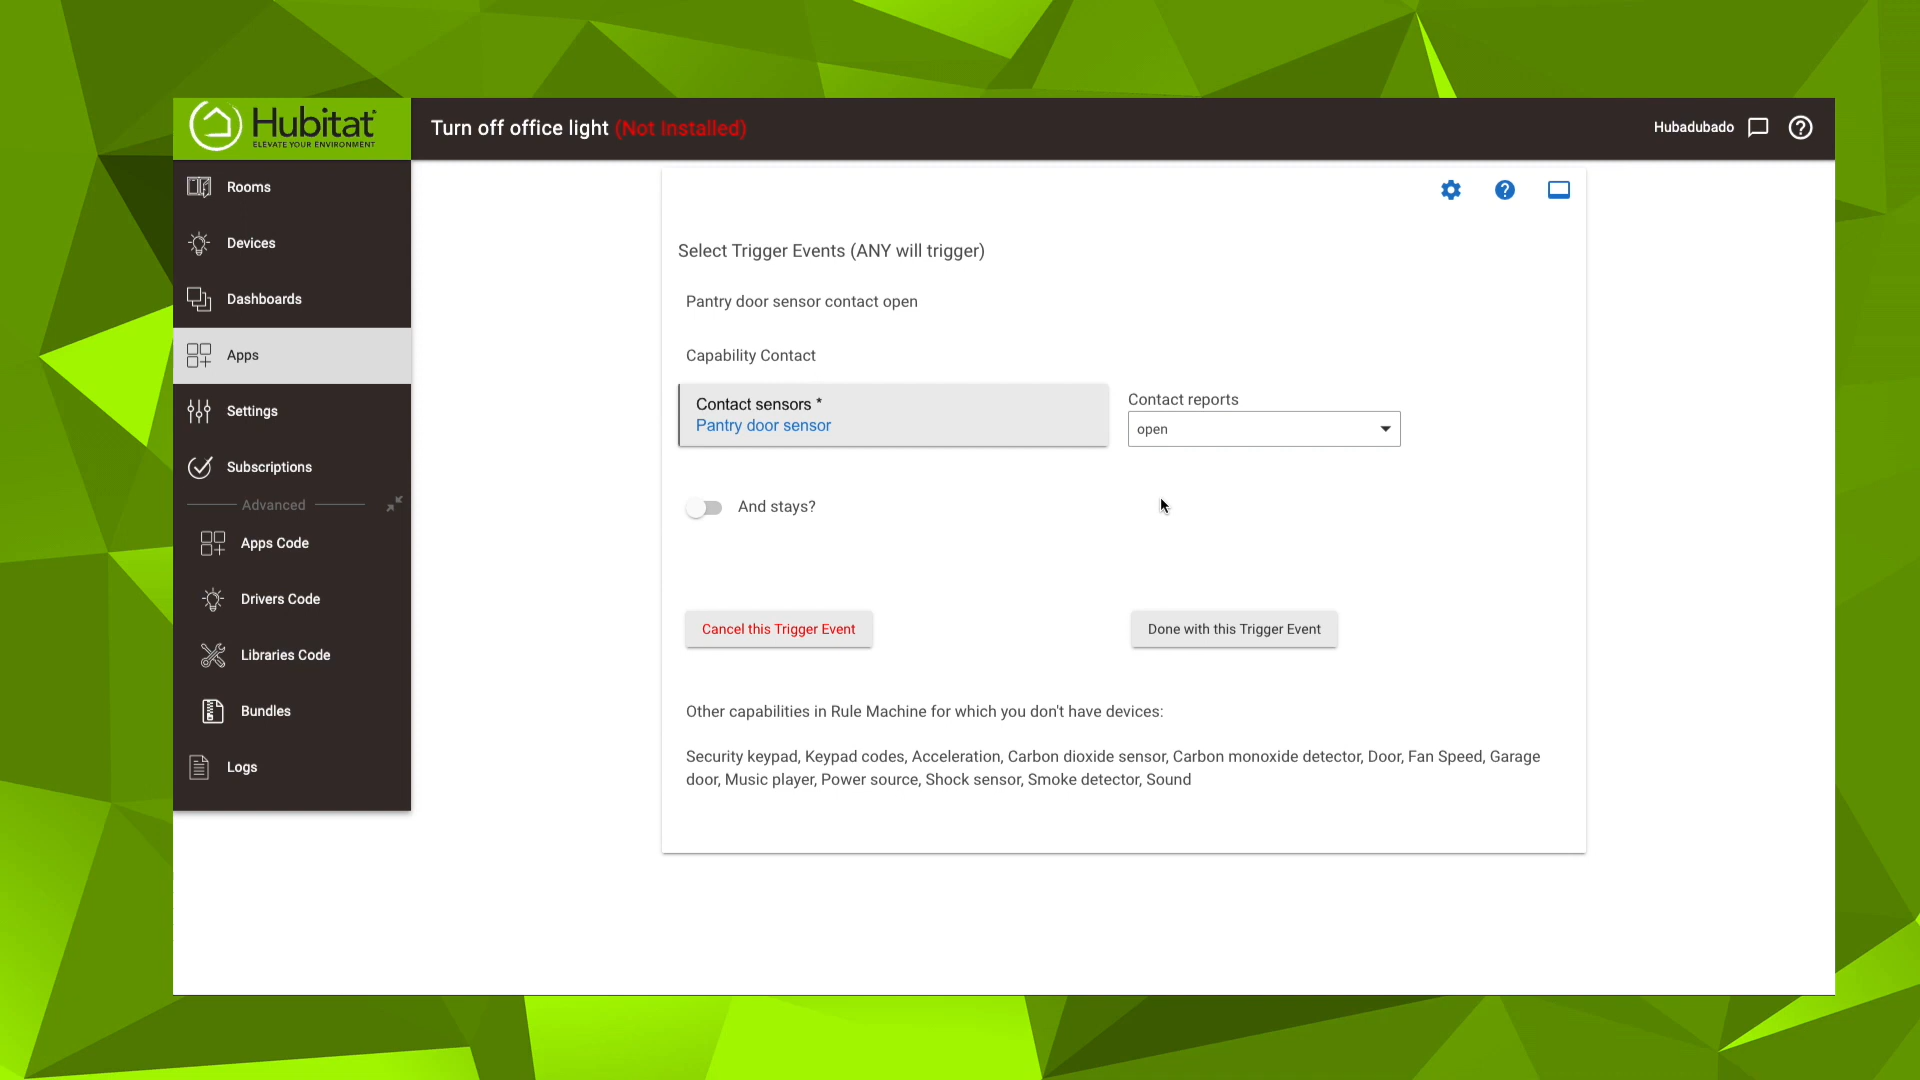 Hubitat
ELEVATE YOUR ENVIRONMENT
Turn off office light (Not Installed)
Hubadubado
Rooms
Devices
Dashboards
Apps
Settings
Subscriptions
Advanced
Apps Code
Drivers Code
Libraries Code
Bundles
Logs
Select Trigger Events (ANY will trigger)
Pantry door sensor contact open
Capability Contact
Contact sensors *
Pantry door sensor
Contact reports
open
And stays?
Cancel this Trigger Event
Done with this Trigger Event
Other capabilities in Rule Machine for which you don't have devices:
Security keypad, Keypad codes, Acceleration, Carbon dioxide sensor, Carbon monoxide detector, Door, Fan Speed, Garage
door, Music player, Power source, Shock sensor, Smoke detector, Sound